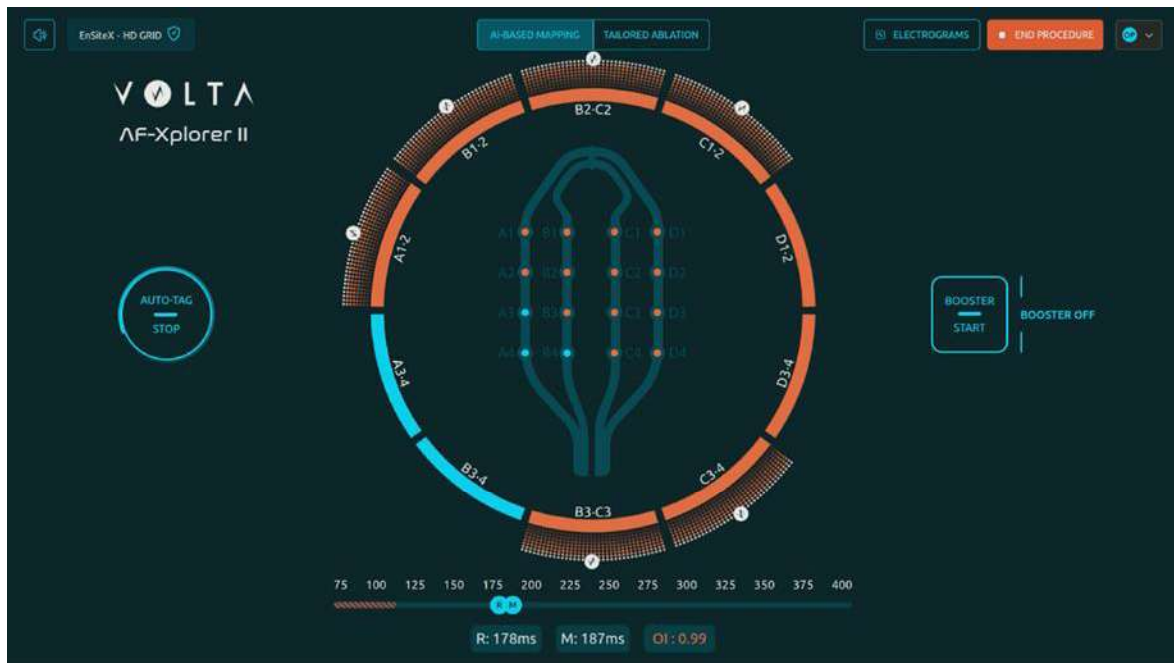 EnSiteX - HD GRID
AI-BASED MAPPING
TAILORED ABLATION
ELECTROGRAMS
END PROCEDURE
OP
VOLTA
AF-Xplorer II
B2-C2
B1-2
C1-2
A1-2
D1-2
A1 B1 C1 D1
A2 B2 C2 D2
A3 B3 C3 D3
A4 B4 C4 D4
AUTO-TAG
STOP
BOOSTER
START
BOOSTER OFF
A3-4
D3-4
B3-4
C3-4
B3-C3
75 100 125 150 175 200 225 250 275 300 325 350 375 400
R M
R: 178ms M: 187ms OI : 0.99